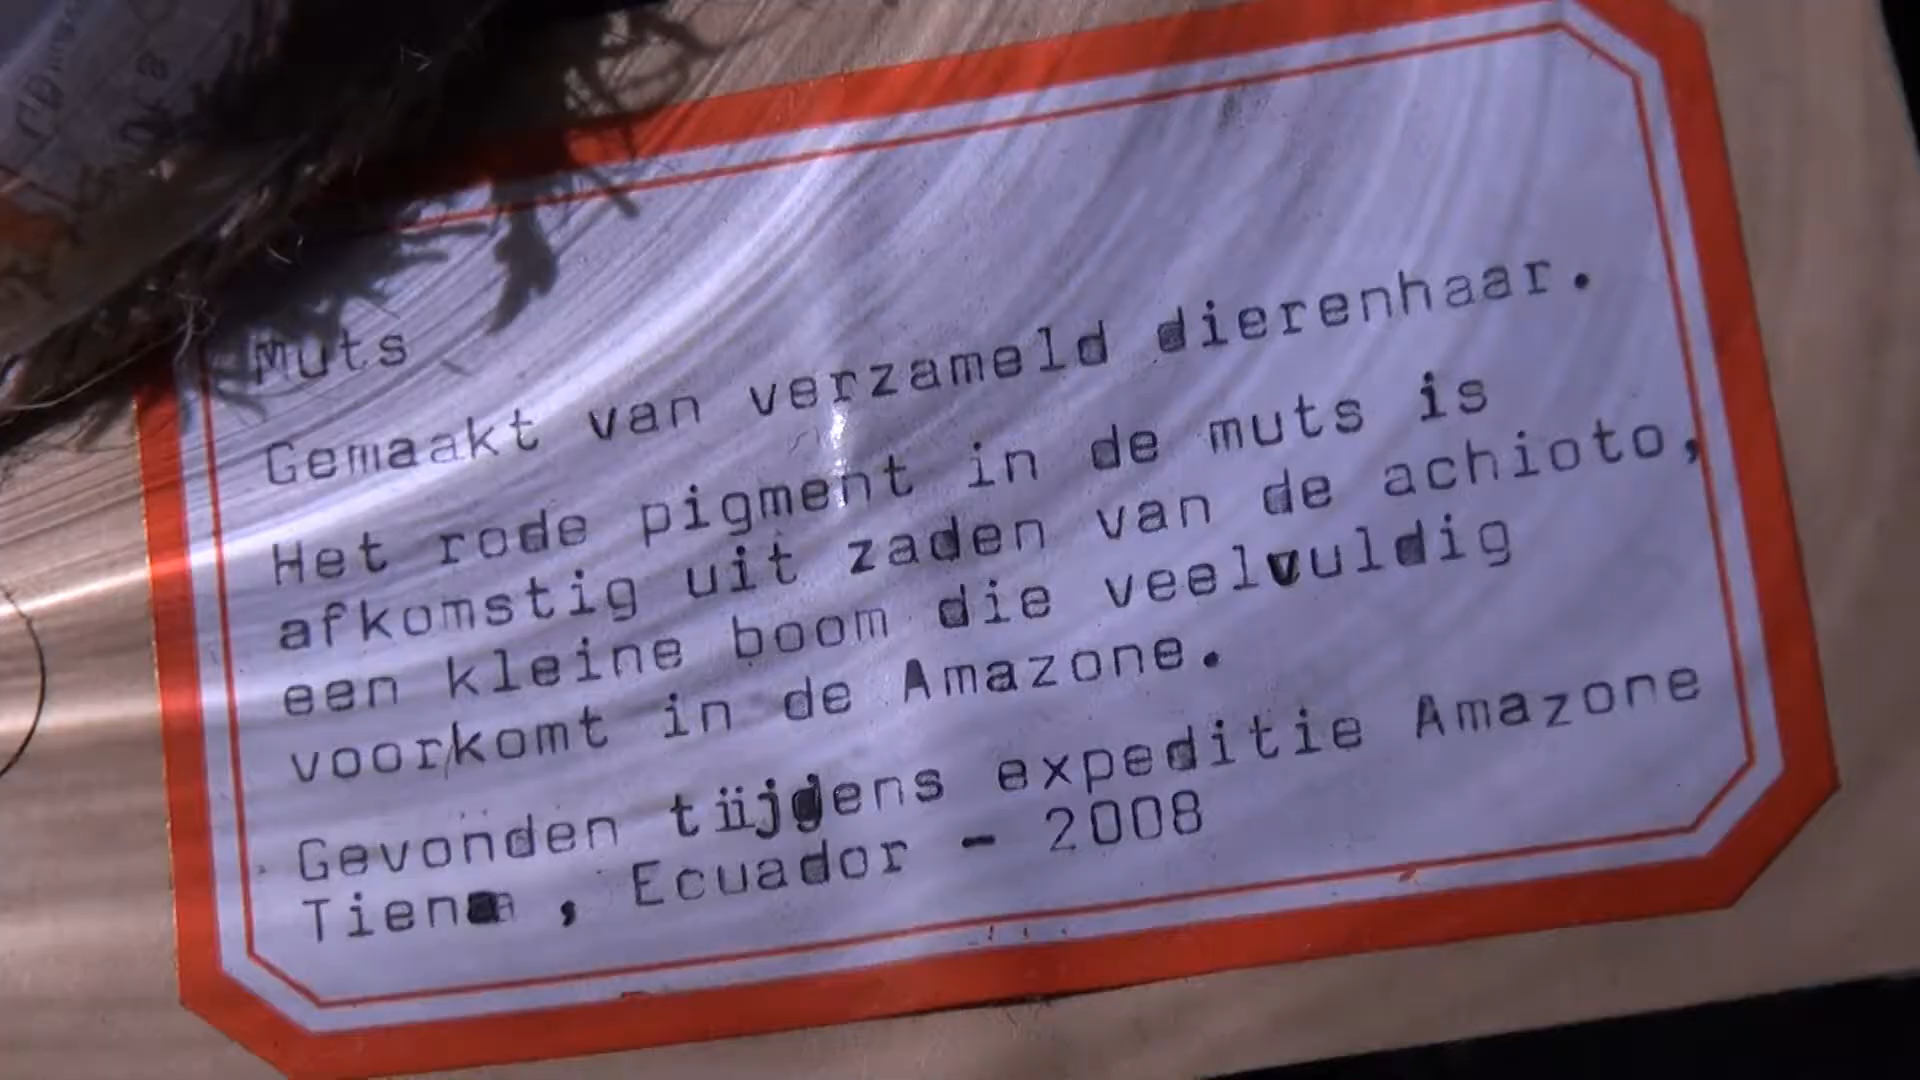 Muts
Gemaakt van verzameld dierenhaar.
Het rode pigment in de muts is
afkomstig uit zaden van de achioto,
een kleine boom die veelvuldig
voorkomt in de Amazone.
Gevonden tijdens expeditie Amazone
Tiena, Ecuador - 2008